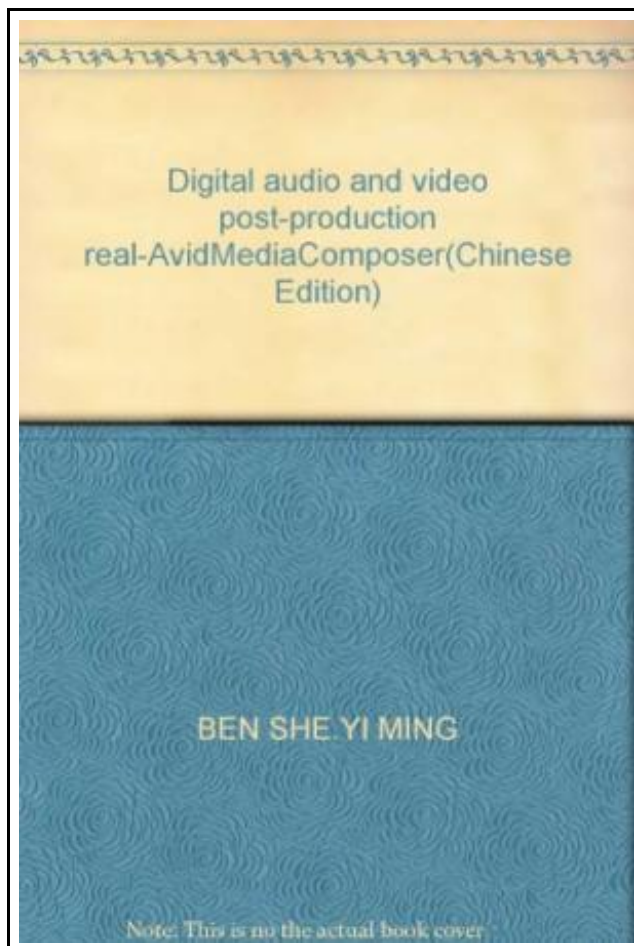 Digital audio and video
post-production
real-AvidMediaComposer(Chinese
Edition)
BEN SHE.YI MING
Note: This is no the actual book cover